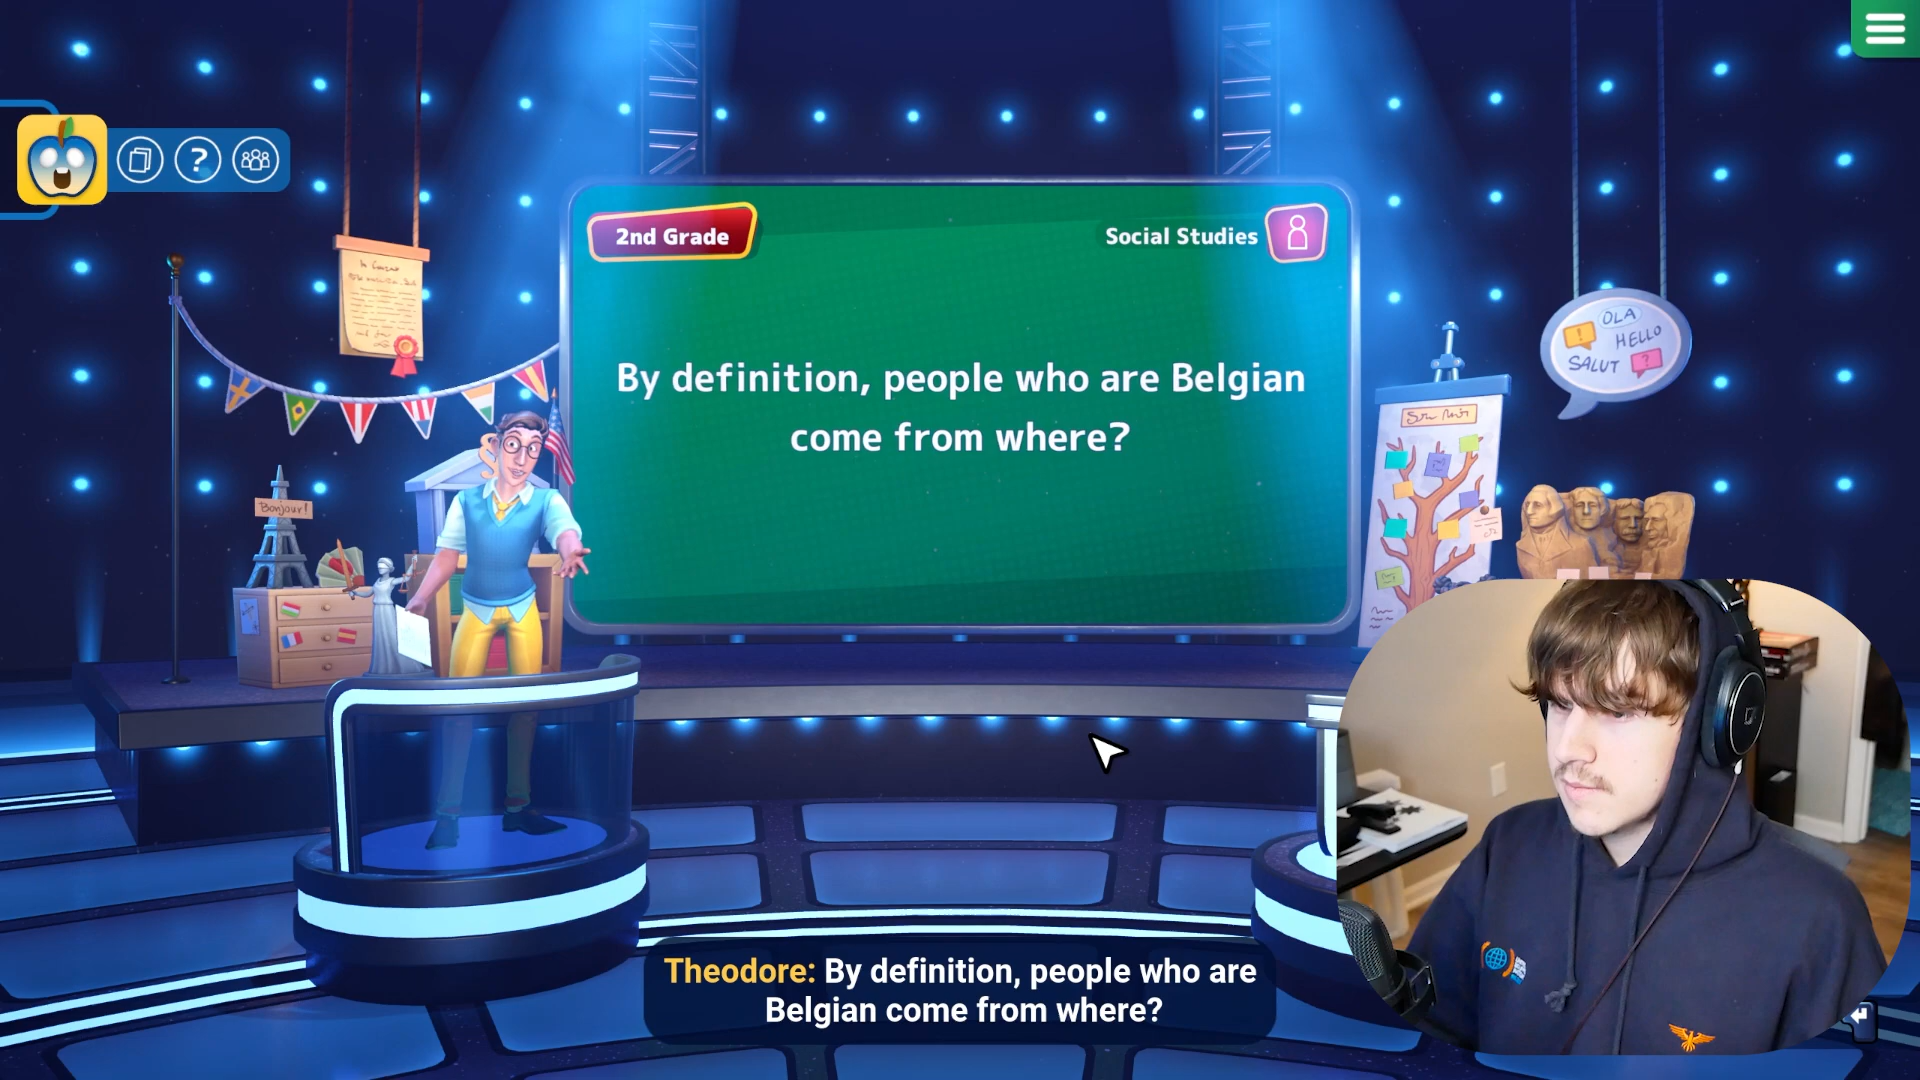 2nd Grade
Social Studies
By definition, people who are Belgian
come from where?
OLA
HELLO
SALUT
!
?
Bonjour!
?
Theodore: By definition, people who are
Belgian come from where?